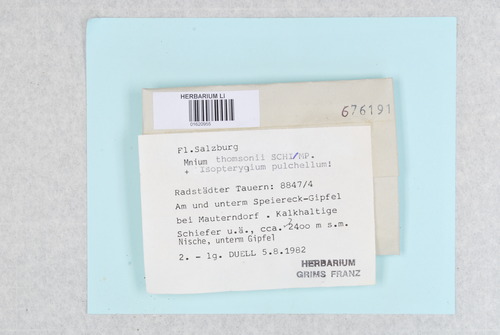 HERBARIUM LI
676191
Fl.Salzburg
Mnium thomsonii SCHIMP.
+ Isopterygium pulchellum!
Radstädter Tauern: 8847/4
Am und unterm Speiereck-Gipfel
bei Mauterndorf . Kalkhaltige
Schiefer u.ä., cca. 2400 m s.m.
Nische, unterm Gipfel
2. - lg. DUELL 5.8.1982
HERBARIUM
GRIMS FRANZ